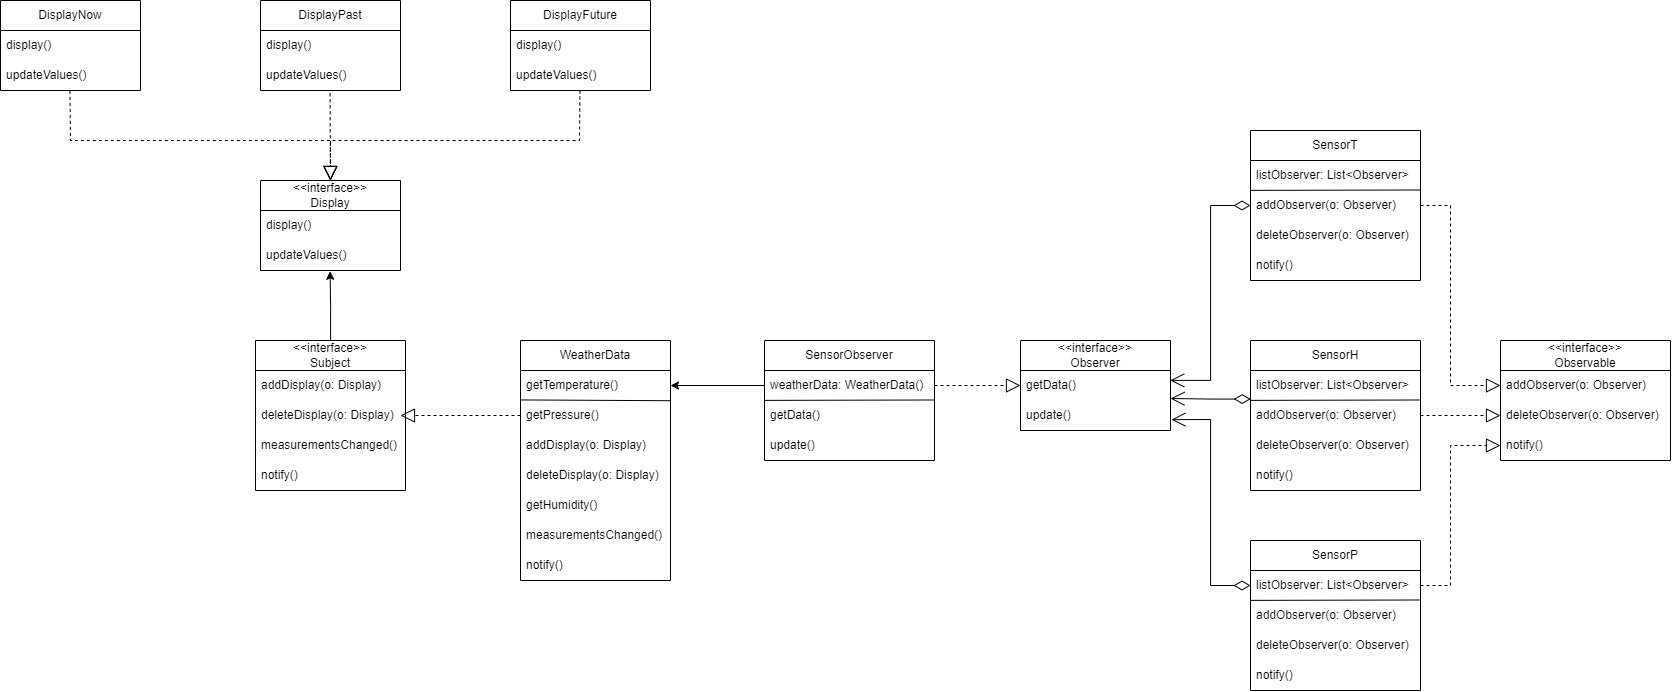 DisplayNow
display()
updateValues()
DisplayPast
display()
updateValues()
DisplayFuture
display()
updateValues()
<<interface>>
Display
display()
updateValues()
<<interface>>
Subject
addDisplay(o: Display)
deleteDisplay(o: Display)
measurementsChanged()
notify()
WeatherData
getTemperature()
getPressure()
addDisplay(o: Display)
deleteDisplay(o: Display)
getHumidity()
measurementsChanged()
notify()
SensorObserver
weatherData: WeatherData()
getData()
update()
<<interface>>
Observer
getData()
update()
SensorT
listObserver: List<Observer>
addObserver(o: Observer)
deleteObserver(o: Observer)
notify()
SensorH
listObserver: List<Observer>
addObserver(o: Observer)
deleteObserver(o: Observer)
notify()
SensorP
listObserver: List<Observer>
addObserver(o: Observer)
deleteObserver(o: Observer)
notify()
<<interface>>
Observable
addObserver(o: Observer)
deleteObserver(o: Observer)
notify()